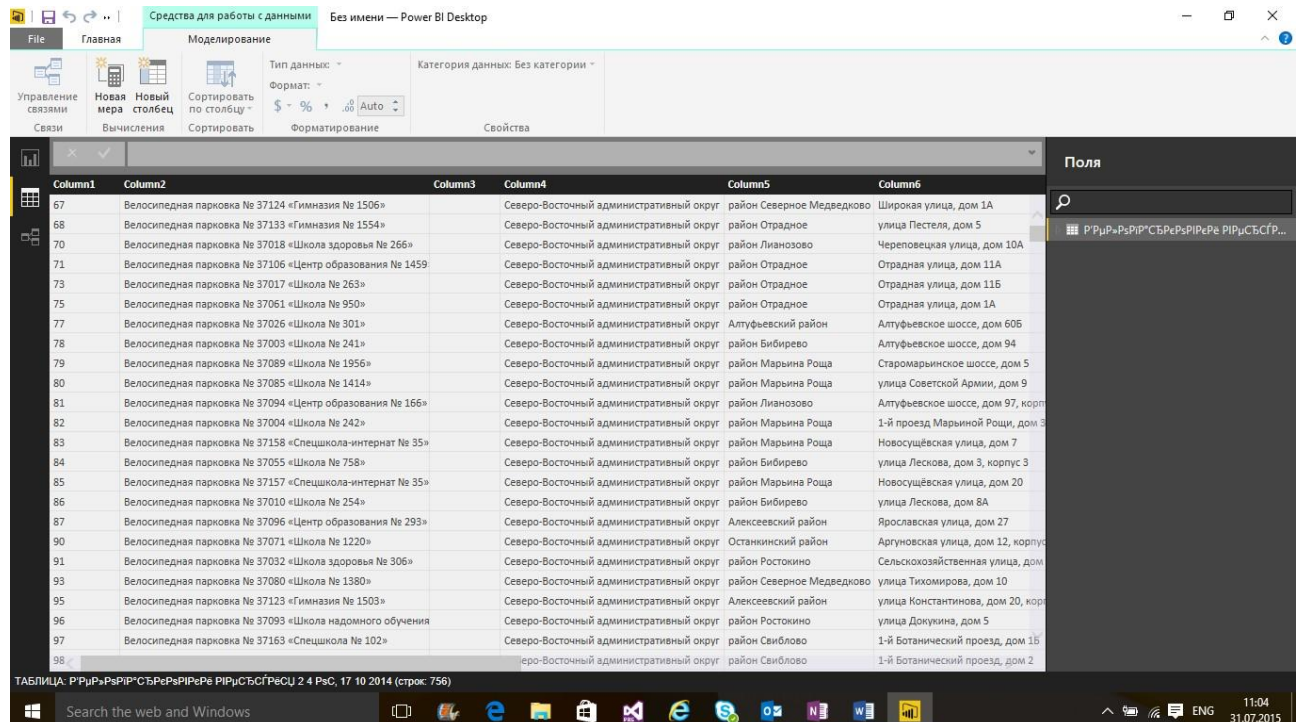 Средства для работы с данными
Без имени — Power BI Desktop
File
Главная
Моделирование
Управление связями
Новая мера
Новый столбец
Сортировать по столбцу
Тип данных:
Формат:
$ % , .00 Auto
Категория данных: Без категории
Связи
Вычисления
Сортировать
Форматирование
Свойства
Column1 Column2 Column3 Column4 Column5 Column6
67 Велосипедная парковка № 37124 «Гимназия № 1506» Северо-Восточный административный округ район Северное Медведково Широкая улица, дом 1А
68 Велосипедная парковка № 37133 «Гимназия № 1554» Северо-Восточный административный округ район Отрадное улица Пестеля, дом 5
70 Велосипедная парковка № 37018 «Школа здоровья № 266» Северо-Восточный административный округ район Лианозово Череповецкая улица, дом 10А
71 Велосипедная парковка № 37106 «Центр образования № 1459 Северо-Восточный административный округ район Отрадное Отрадная улица, дом 11А
73 Велосипедная парковка № 37017 «Школа № 263» Северо-Восточный административный округ район Отрадное Отрадная улица, дом 11Б
75 Велосипедная парковка № 37061 «Школа № 950» Северо-Восточный административный округ район Отрадное Отрадная улица, дом 1А
77 Велосипедная парковка № 37026 «Школа № 301» Северо-Восточный административный округ Алтуфьевский район Алтуфьевское шоссе, дом 60Б
78 Велосипедная парковка № 37003 «Школа № 241» Северо-Восточный административный округ район Бибирево Алтуфьевское шоссе, дом 94
79 Велосипедная парковка № 37089 «Школа № 1956» Северо-Восточный административный округ район Марьина Роща Старомарьинское шоссе, дом 5
80 Велосипедная парковка № 37085 «Школа № 1414» Северо-Восточный административный округ район Марьина Роща улица Советской Армии, дом 9
81 Велосипедная парковка № 37094 «Центр образования № 166» Северо-Восточный административный округ район Лианозово Алтуфьевское шоссе, дом 97, корп
82 Велосипедная парковка № 37004 «Школа № 242» Северо-Восточный административный округ район Марьина Роща 1-й проезд Марьиной Рощи, дом 3
83 Велосипедная парковка № 37158 «Спецшкола-интернат № 35» Северо-Восточный административный округ район Марьина Роща Новосущёвская улица, дом 7
84 Велосипедная парковка № 37055 «Школа № 758» Северо-Восточный административный округ район Бибирево улица Лескова, дом 3, корпус 3
85 Велосипедная парковка № 37157 «Спецшкола-интернат № 35» Северо-Восточный административный округ район Марьина Роща Новосущёвская улица, дом 20
86 Велосипедная парковка № 37010 «Школа № 254» Северо-Восточный административный округ район Бибирево улица Лескова, дом 8А
87 Велосипедная парковка № 37096 «Центр образования № 293» Северо-Восточный административный округ Алексеевский район Ярославская улица, дом 27
90 Велосипедная парковка № 37071 «Школа № 1220» Северо-Восточный административный округ Останкинский район Аргуновская улица, дом 12, корпус
91 Велосипедная парковка № 37032 «Школа здоровья № 306» Северо-Восточный административный округ район Ростокино Сельскохозяйственная улица, дом
93 Велосипедная парковка № 37080 «Школа № 1380» Северо-Восточный административный округ район Северное Медведково улица Тихомирова, дом 10
95 Велосипедная парковка № 37123 «Гимназия № 1503» Северо-Восточный административный округ Алексеевский район улица Константинова, дом 20, кор
96 Велосипедная парковка № 37093 «Школа надомного обучения Северо-Восточный административный округ район Ростокино улица Докукина, дом 5
97 Велосипедная парковка № 37163 «Спецшкола № 102» Северо-Восточный административный округ район Свиблово 1-й Ботанический проезд, дом 1Б
98 еро-Восточный административный округ район Свиблово 1-й Ботанический проезд, дом 2
Поля
ТАБЛИЦА: 2 4 17 10 2014 (строк: 756)
Search the web and Windows
ENG
11:04
31.07.2015